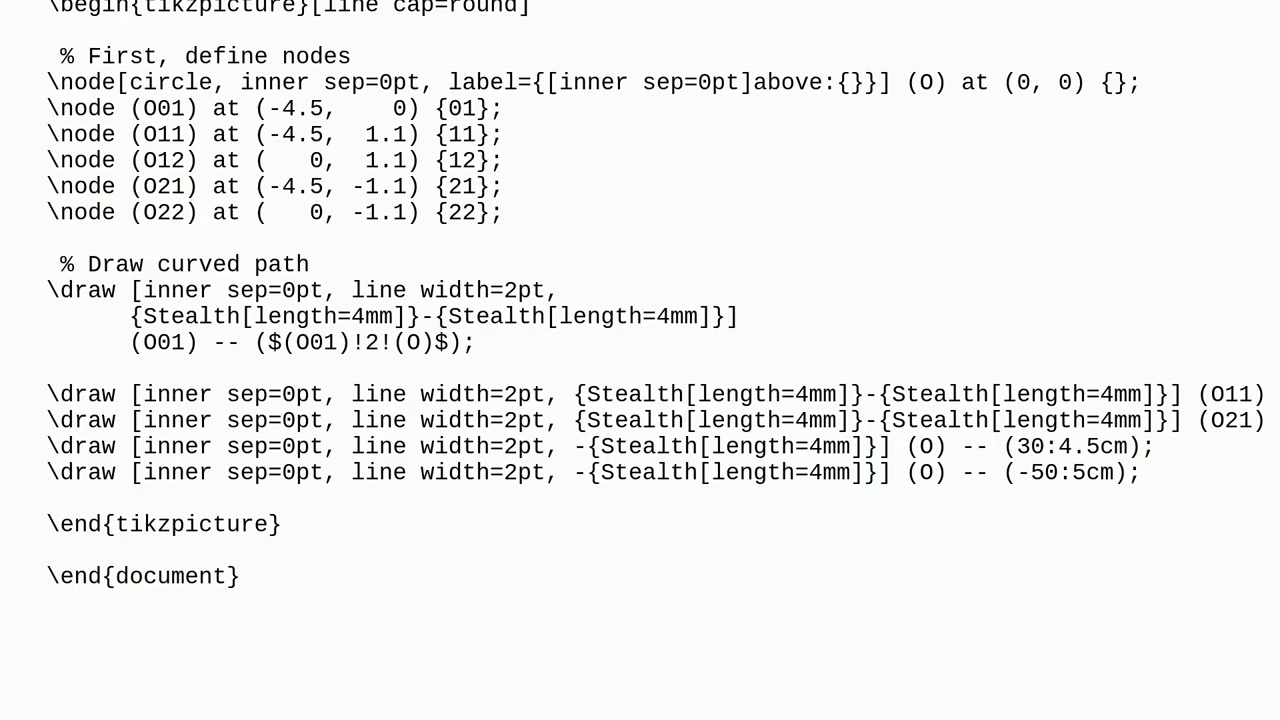 \begin{tikzpicture}[line cap=round]
% First, define nodes
\node[circle, inner sep=0pt, label={[inner sep=0pt]above:{}}] (O) at (0, 0) {};
\node (O01) at (-4.5,    0) {01};
\node (O11) at (-4.5,  1.1) {11};
\node (O12) at (   0,  1.1) {12};
\node (O21) at (-4.5, -1.1) {21};
\node (O22) at (   0, -1.1) {22};
% Draw curved path
\draw [inner sep=0pt, line width=2pt,
{Stealth[length=4mm]}-{Stealth[length=4mm]}]
(O01) -- ($(O01)!2!(O)$);
\draw [inner sep=0pt, line width=2pt, {Stealth[length=4mm]}-{Stealth[length=4mm]}] (O11)
\draw [inner sep=0pt, line width=2pt, {Stealth[length=4mm]}-{Stealth[length=4mm]}] (O21)
\draw [inner sep=0pt, line width=2pt, -{Stealth[length=4mm]}] (O) -- (30:4.5cm);
\draw [inner sep=0pt, line width=2pt, -{Stealth[length=4mm]}] (O) -- (-50:5cm);
\end{tikzpicture}
\end{document}